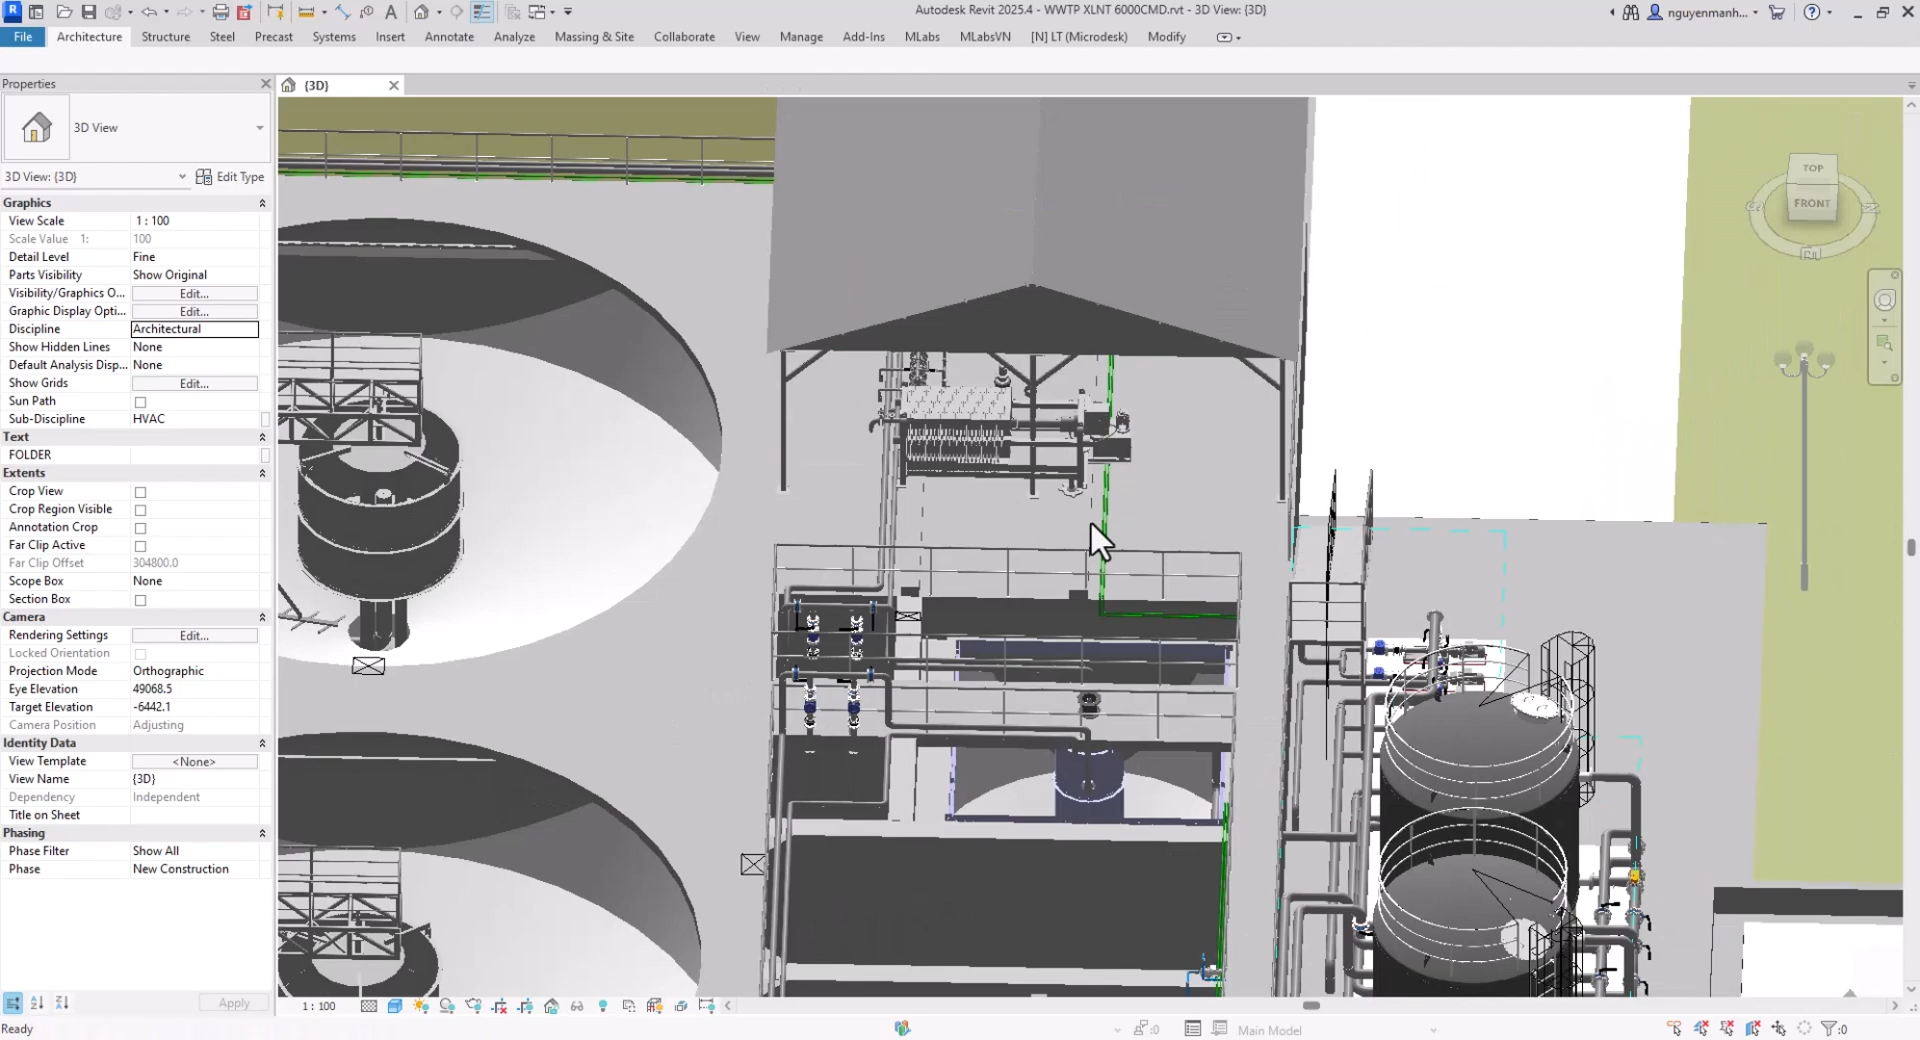 Autodesk Revit 2025.4 - WWTP XLNT 6000CMD.rvt - 3D View: {3D}
nguyenmanh...
File Architecture Structure Steel Precast Systems Insert Annotate Analyze Massing & Site Collaborate View Manage Add-Ins MLabs MLabsVN [N] LT (Microdesk) Modify
Properties
{3D}
3D View
3D View: {3D}
Edit Type
Graphics
View Scale 1 : 100
Scale Value 1: 100
Detail Level Fine
Parts Visibility Show Original
Visibility/Graphics O... Edit...
Graphic Display Opti... Edit...
Discipline Architectural
Show Hidden Lines None
Default Analysis Disp... None
Show Grids Edit...
Sun Path
Sub-Discipline HVAC
Text
FOLDER
Extents
Crop View
Crop Region Visible
Annotation Crop
Far Clip Active
Far Clip Offset 304800.0
Scope Box None
Section Box
Camera
Rendering Settings Edit...
Locked Orientation
Projection Mode Orthographic
Eye Elevation 49068.5
Target Elevation -6442.1
Camera Position Adjusting
Identity Data
View Template <None>
View Name {3D}
Dependency Independent
Title on Sheet
Phasing
Phase Filter Show All
Phase New Construction
Apply
TOP
FRONT
1 : 100
Ready
:0
Main Model
:0